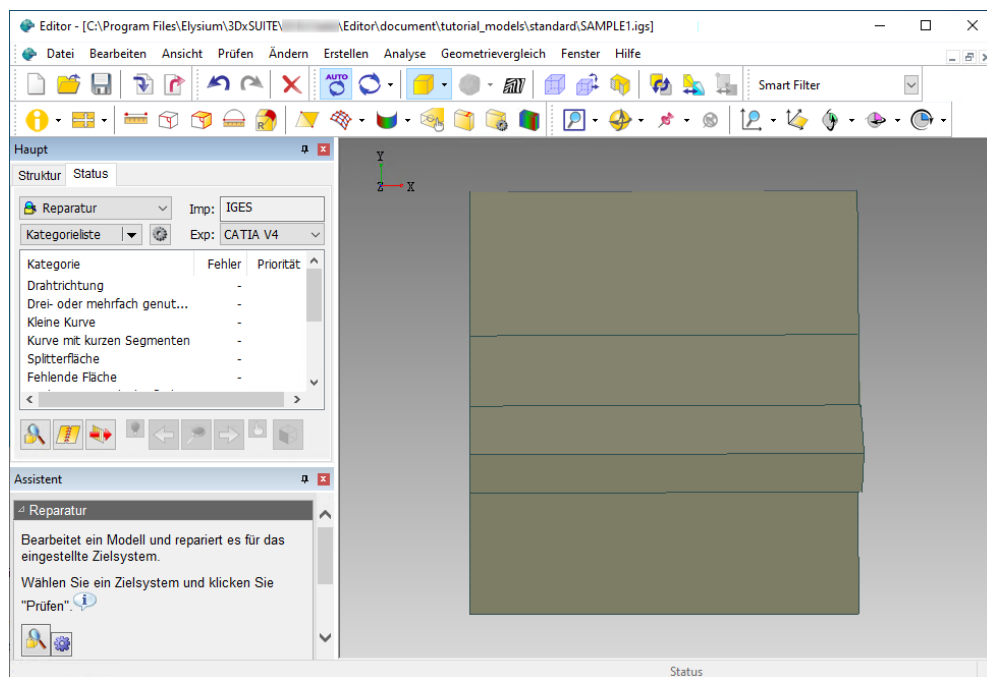 Editor - [C:\Program Files\Elysium\3DxSUITE\ \Editor\document\tutorial_models\standard\SAMPLE1.igs]
Datei Bearbeiten Ansicht Prüfen Ändern Erstellen Analyse Geometrievergleich Fenster Hilfe
AUTO
Smart Filter
R
Haupt
Struktur Status
Reparatur Imp: IGES
Kategorieliste Exp: CATIA V4
Kategorie Fehler Priorität
Drahtrichtung -
Drei- oder mehrfach genut... -
Kleine Kurve -
Kurve mit kurzen Segmenten -
Splitterfläche -
Fehlende Fläche -
Assistent
Reparatur
Bearbeitet ein Modell und repariert es für das
eingestellte Zielsystem.
Wählen Sie ein Zielsystem und klicken Sie
"Prüfen".
Y
Z X
Status